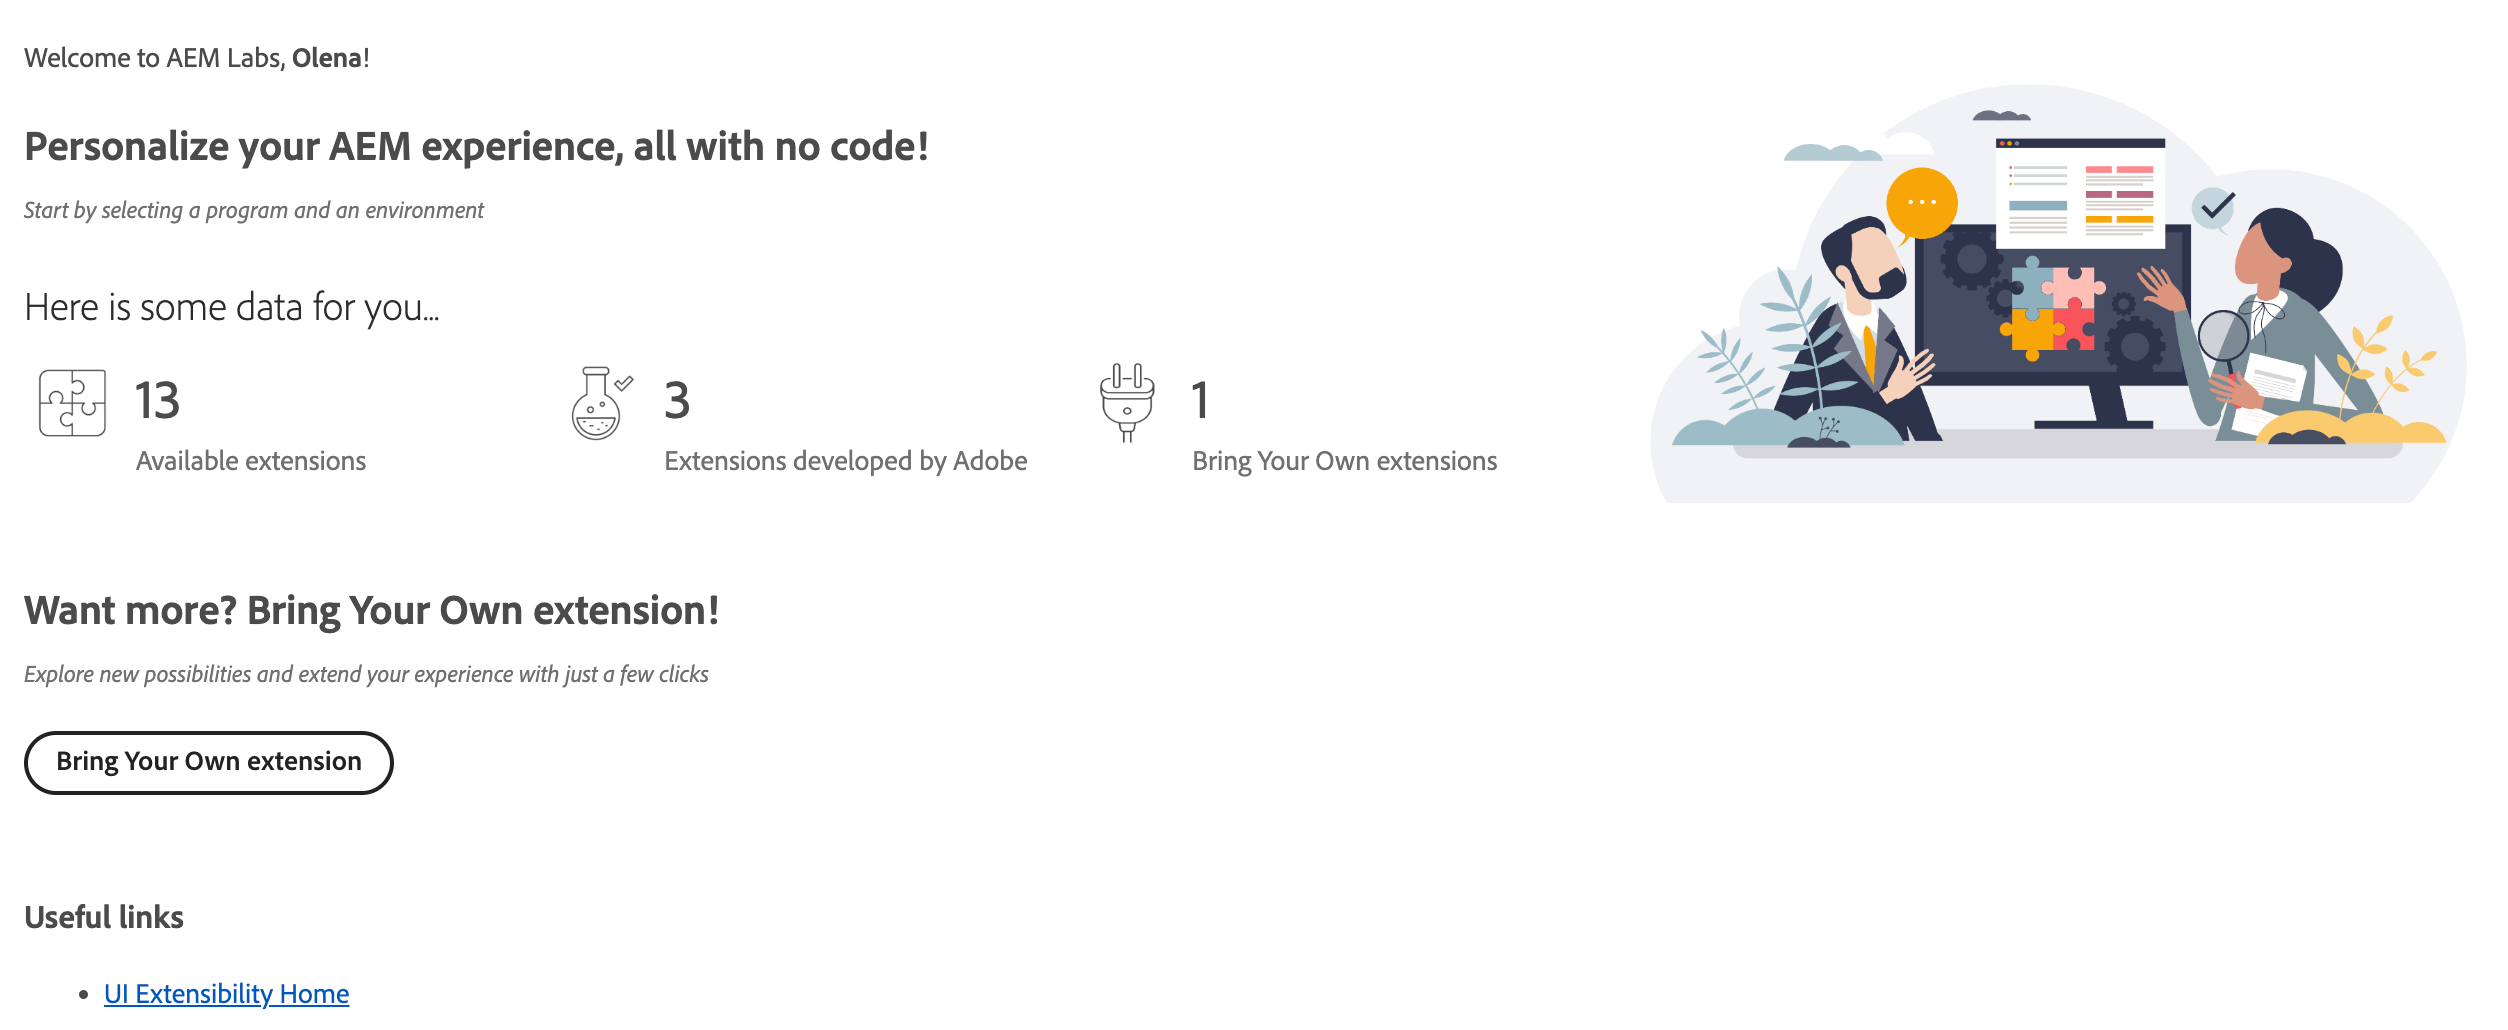 Welcome to AEM Labs, Olena!
Personalize your AEM experience, all with no code!
Start by selecting a program and an environment
Here is some data for you...
13
Available extensions
3
Extensions developed by Adobe
1
Bring Your Own extensions
Want more? Bring Your Own extension!
Explore new possibilities and extend your experience with just a few clicks
Bring Your Own extension
Useful links
UI Extensibility Home